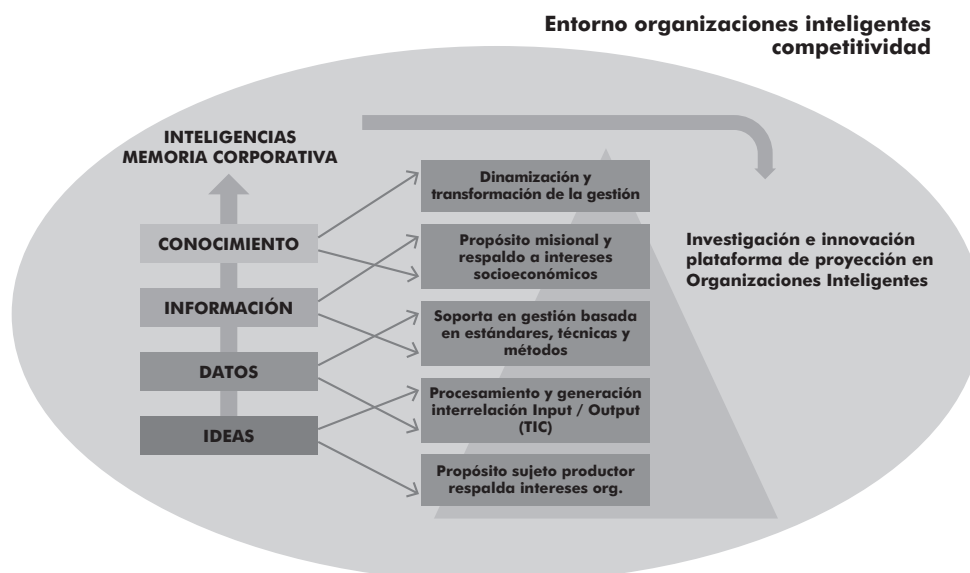 Entorno organizaciones inteligentes
competitividad
INTELIGENCIAS
MEMORIA CORPORATIVA
CONOCIMIENTO
INFORMACIÓN
DATOS
IDEAS
Dinamización y
transformación de la gestión
Propósito misional y
respaldo a intereses
socioeconómicos
Soporta en gestión basada
en estándares, técnicas y
métodos
Procesamiento y generación
interrelación Input / Output
(TIC)
Propósito sujeto productor
respalda intereses org.
Investigación e innovación
plataforma de proyección en
Organizaciones Inteligentes